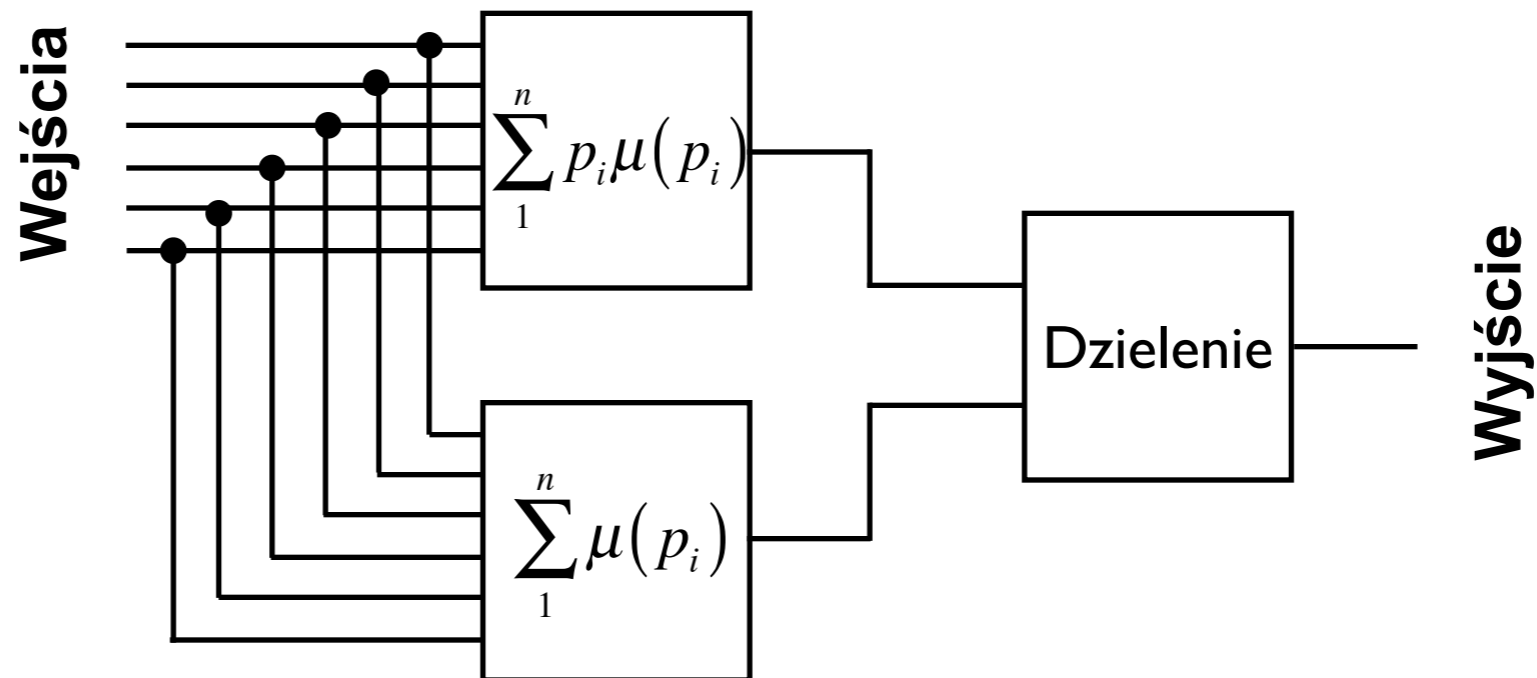 Wejścia
n
∑ pᵢμ(pᵢ)
1
n
∑ μ(pᵢ)
1
Dzielenie
Wyjście